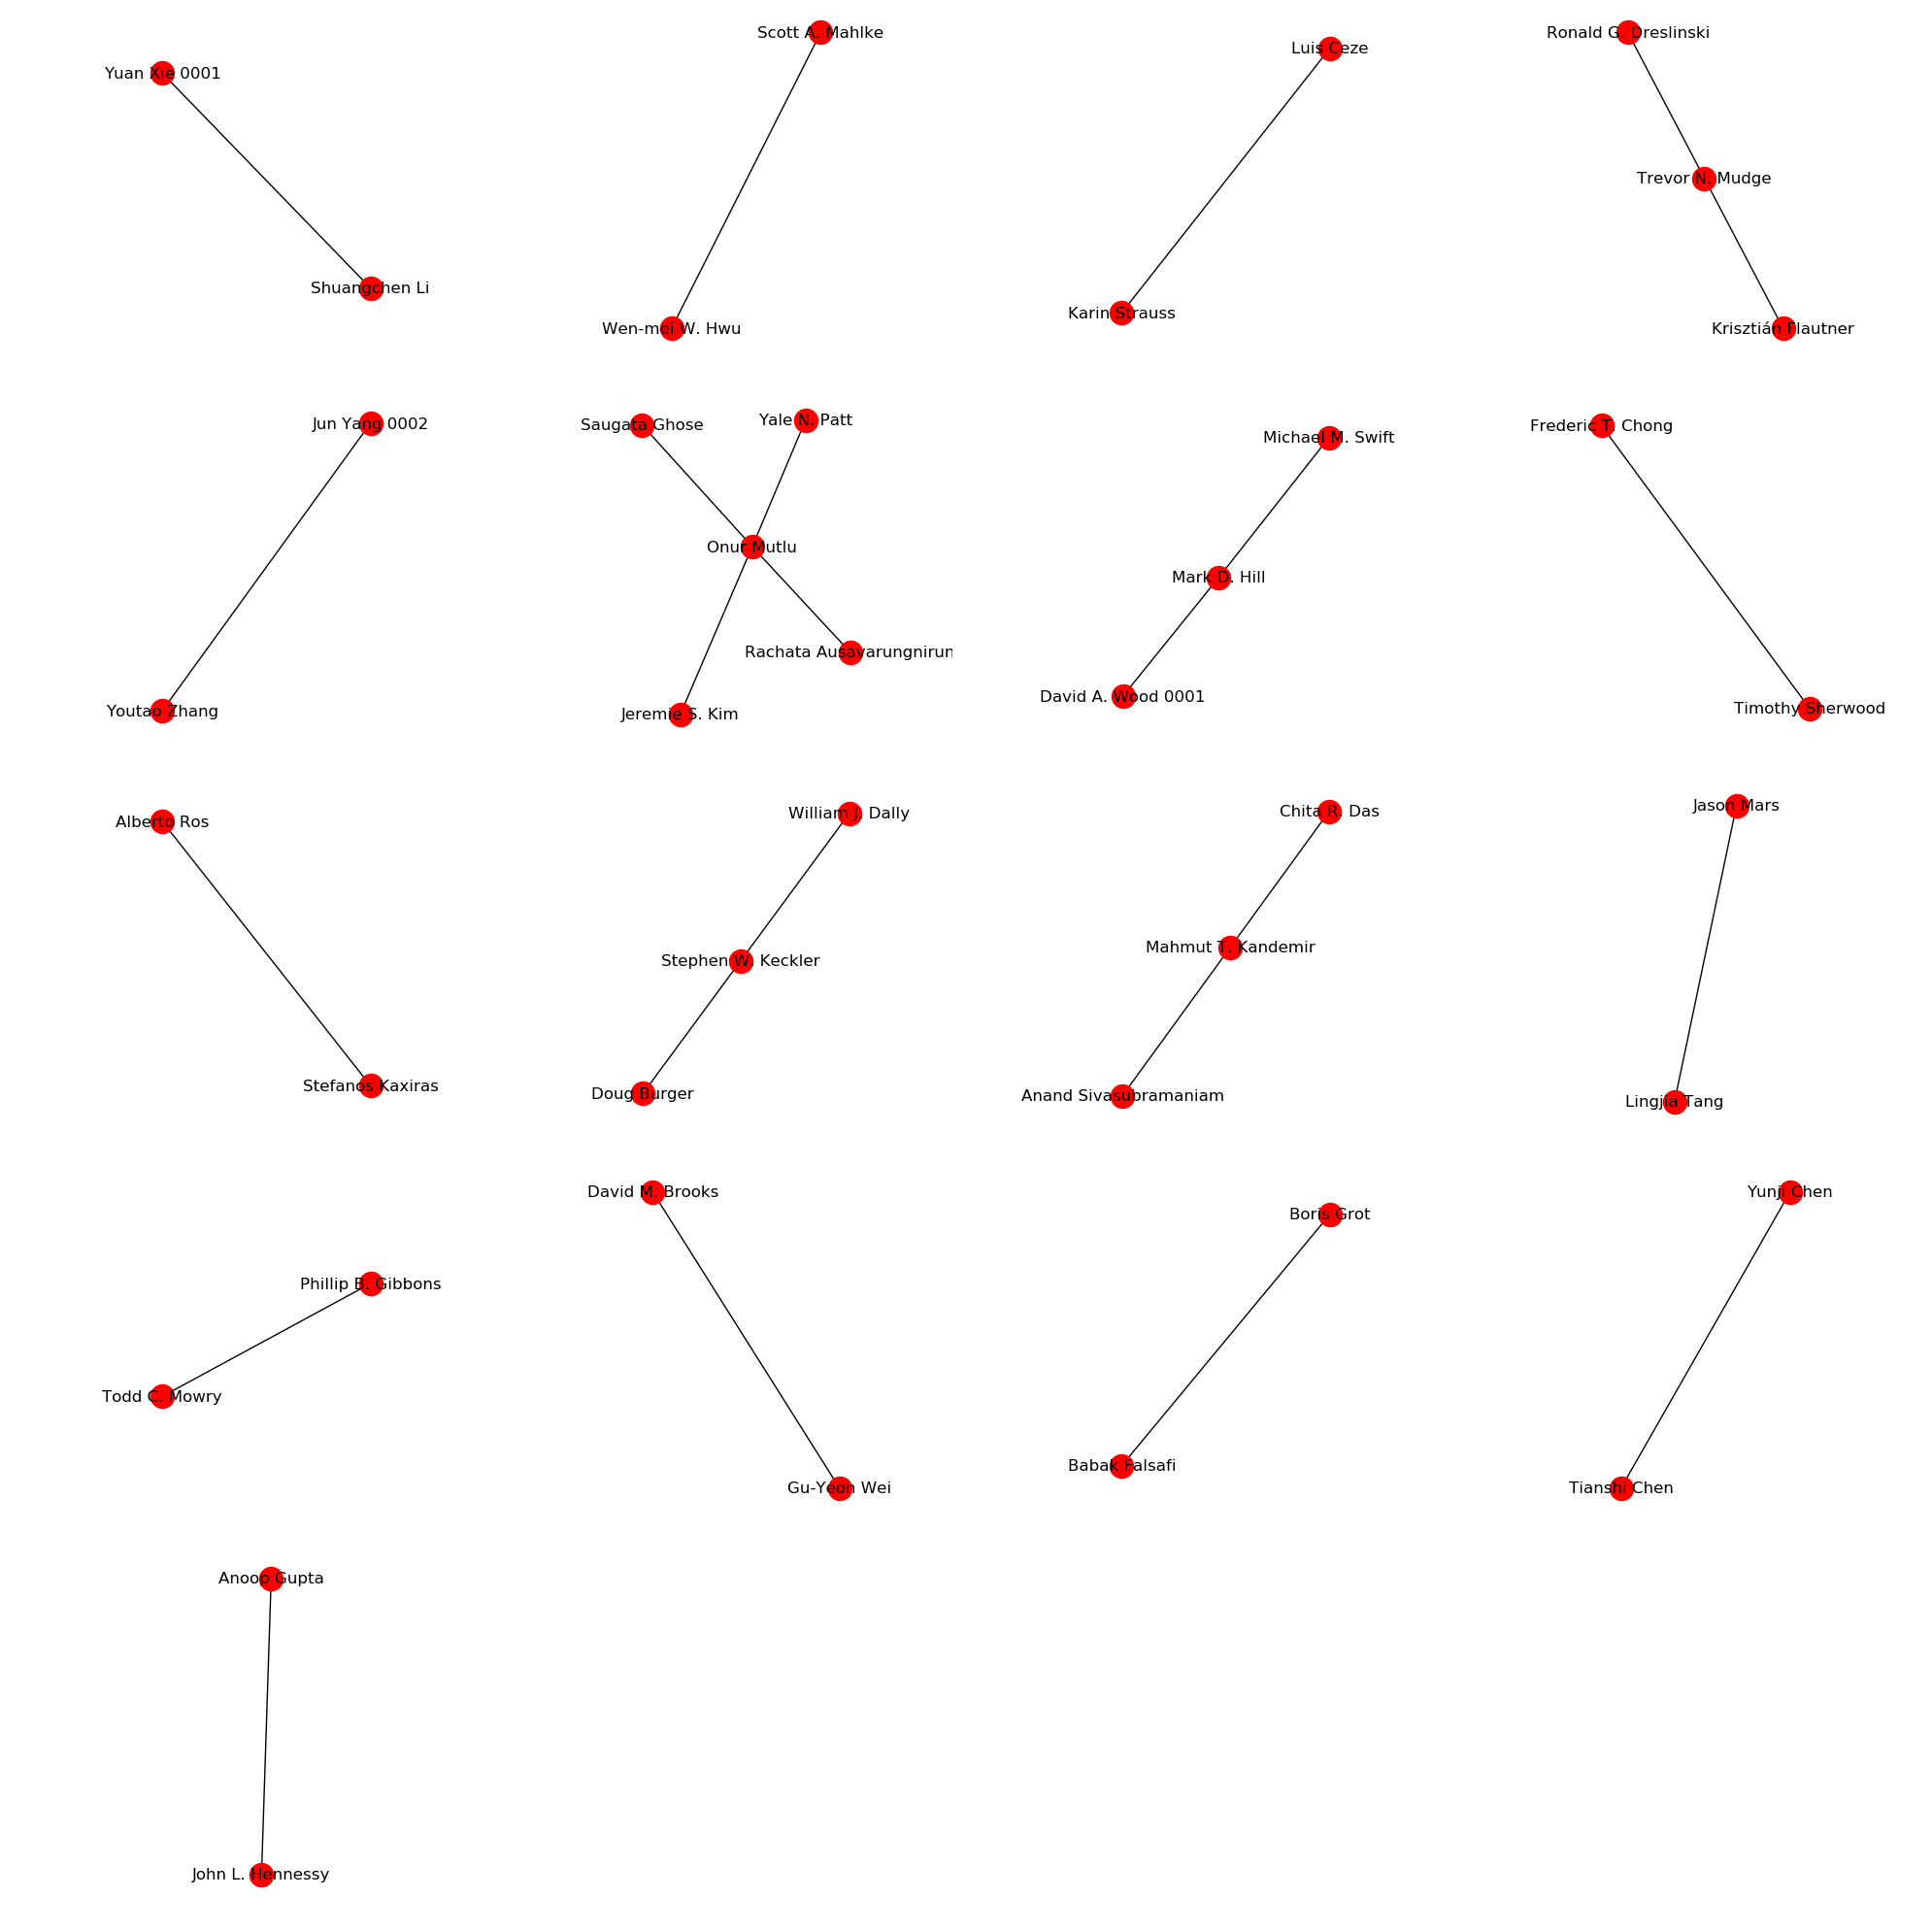 Yuan Xie 0001
Shuangchen Li
Scott A. Mahlke
Wen-mei W. Hwu
Luis Ceze
Karin Strauss
Ronald G. Dreslinski
Trevor N. Mudge
Krisztián Flautner
Jun Yang 0002
Youtao Zhang
Saugata Ghose
Yale N. Patt
Onur Mutlu
Rachata Ausavarungnirun
Jeremie S. Kim
Michael M. Swift
Mark D. Hill
David A. Wood 0001
Frederic T. Chong
Timothy Sherwood
Alberto Ros
Stefanos Kaxiras
William J. Dally
Stephen W. Keckler
Doug Burger
Chita R. Das
Mahmut T. Kandemir
Anand Sivasubramaniam
Jason Mars
Lingjia Tang
Phillip B. Gibbons
Todd C. Mowry
David M. Brooks
Gu-Yeon Wei
Boris Grot
Babak Falsafi
Yunji Chen
Tianshi Chen
Anoop Gupta
John L. Hennessy